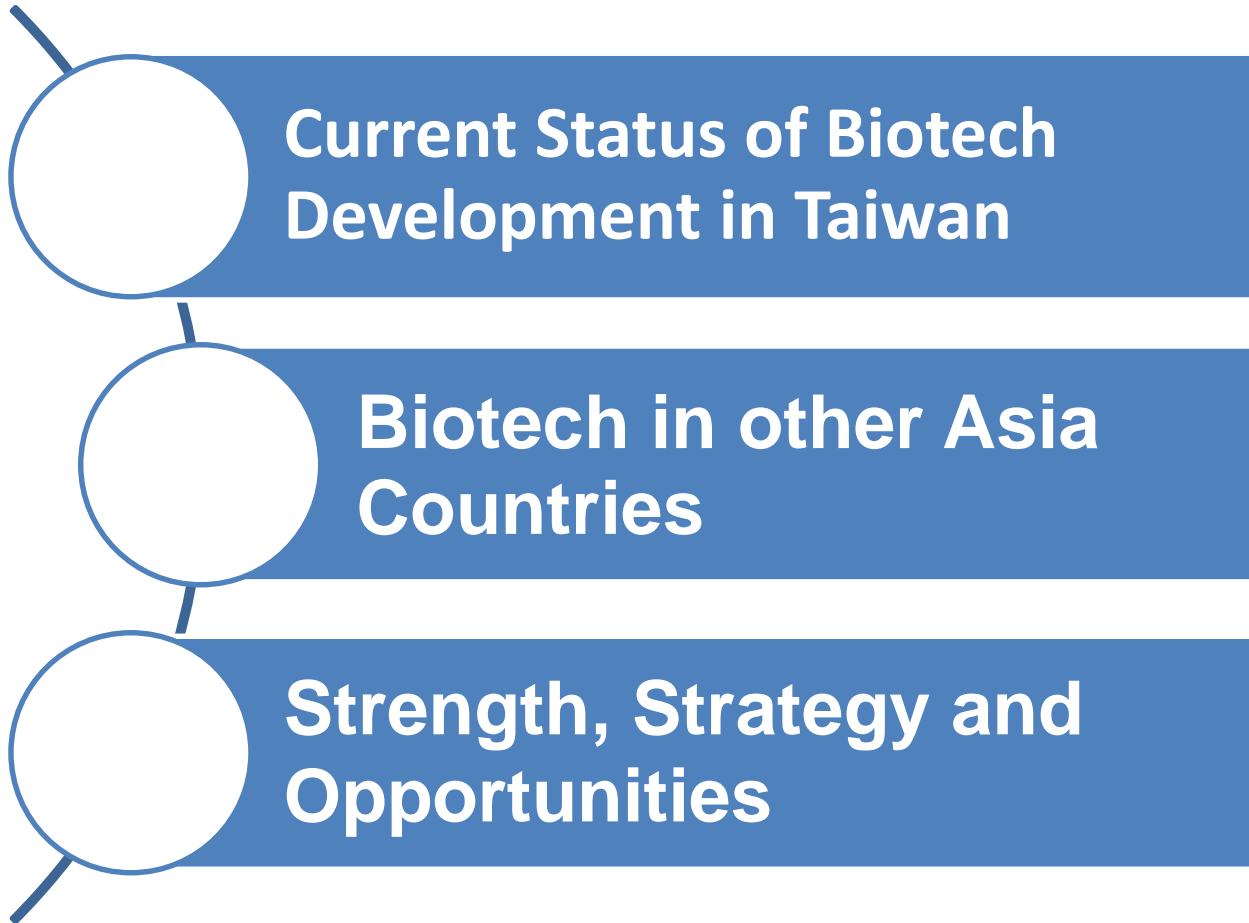 Current Status of Biotech
Development in Taiwan
Biotech in other Asia
Countries
Strength, Strategy and
Opportunities